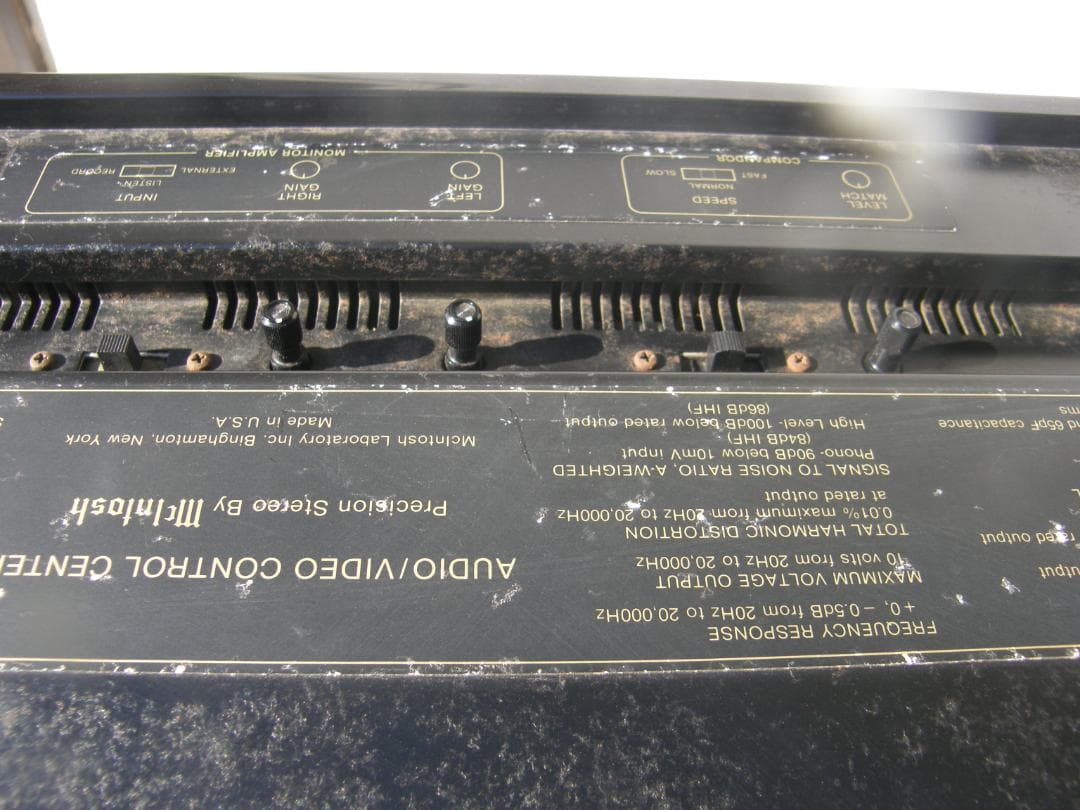 rated output
65pF capacitance
FREQUENCY RESPONSE
+0, – 0.5dB from 20Hz to 20,000Hz
MAXIMUM VOLTAGE OUTPUT
10 volts from 20Hz to 20,000Hz
TOTAL HARMONIC DISTORTION
0.01% maximum from 20Hz to 20,000Hz
at rated output
SIGNAL TO NOISE RATIO, A-WEIGHTED
Phono- 90dB below 10mV input
(84dB IHF)
High Level- 100dB below rated output
(86dB IHF)
AUDIO/VIDEO CONTROL CENTER
Precision Stereo By McIntosh
McIntosh Laboratory Inc. Binghamton, New York
Made in U.S.A.
LEVEL
MATCH
SPEED
NORMAL
FAST
SLOW
COMPANDOR
LEFT
GAIN
RIGHT
GAIN
INPUT
LISTEN
EXTERNAL
RECORD
MONITOR AMPLIFIER